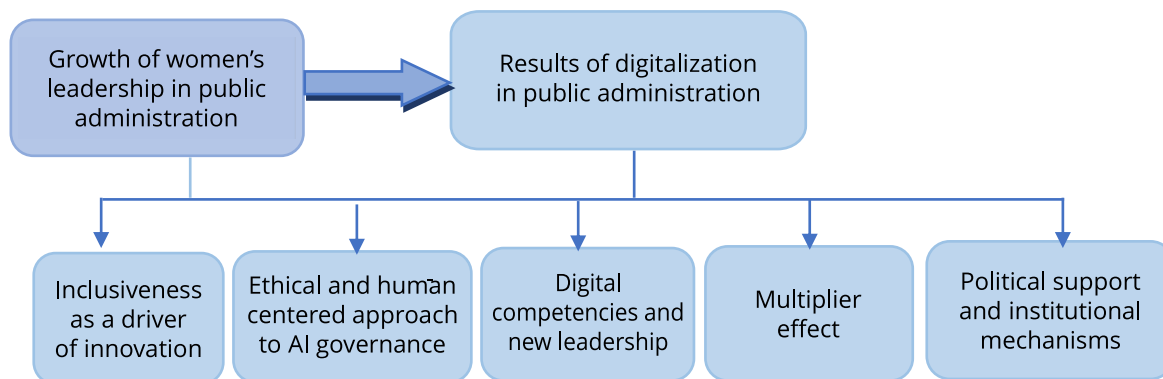 Growth of women’s
leadership in public
administration
Results of digitalization
in public administration
Inclusiveness
as a driver
of innovation
Ethical and human-
centered approach
to AI governance
Digital
competencies and
new leadership
Multiplier
effect
Political support
and institutional
mechanisms